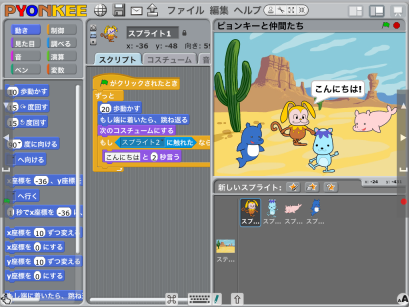 PYONKEE
ファイル 編集 ヘルプ
動き 制御
見た目 調べる
音 演算
ペン 変数
スプライト1
x: -36 y: -48 向き:
スクリプト コスチューム 音
ピョンキーと仲間たち
歩動かす
度回す
度回す
度に向ける
へ向ける
x座標を -36 、y座標
へ行く
秒でx座標を -36
x座標を 10 ずつ変え
x座標を 0 にする
y座標を 10 ずつ変え
y座標を 0 にする
もし端に着いたら、跳ね
がクリックされたとき
ずっと
20 歩動かす
もし端に着いたら、跳ね返る
次のコスチュームにする
もし スプライト2 に触れた なら
こんにちは と 2 秒言う
こんにちは!
新しいスプライト:
スプ... スプ... スプ... スプ...
ステ...